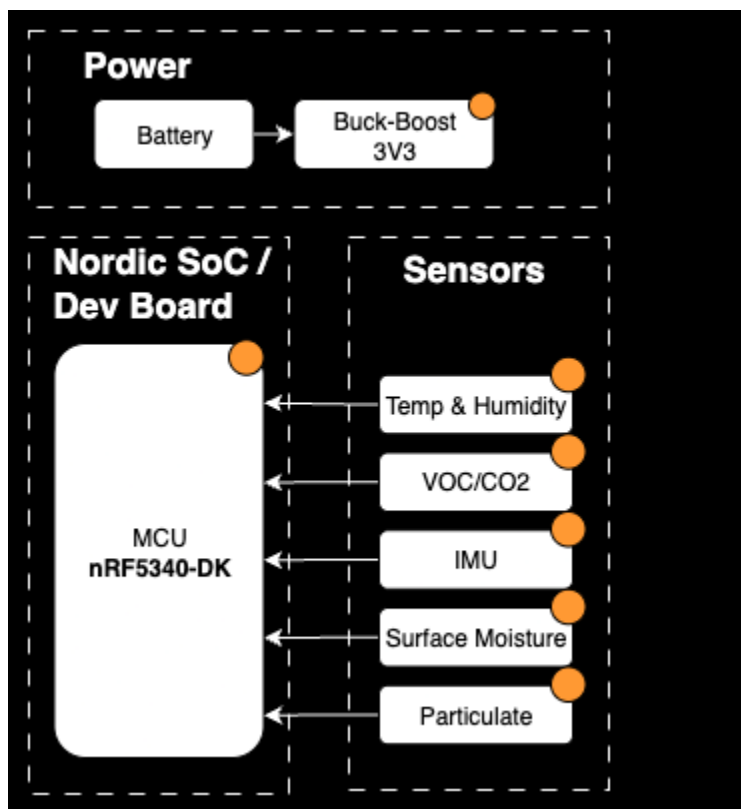 Power
Battery
Buck-Boost
3V3
Nordic SoC /
Dev Board
MCU
nRF5340-DK
Sensors
Temp & Humidity
VOC/CO2
IMU
Surface Moisture
Particulate